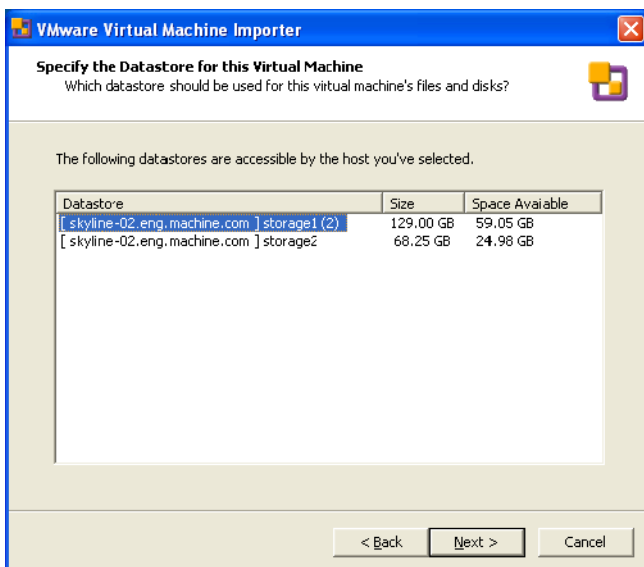 VMware Virtual Machine Importer
Specify the Datastore for this Virtual Machine
Which datastore should be used for this virtual machine's files and disks?
The following datastores are accessible by the host you've selected.
Datastore Size Space Avaiable
[ skyline-02.eng.machine.com ] storage1 (2) 129.00 GB 59.05 GB
[ skyline-02.eng.machine.com ] storage2 68.25 GB 24.98 GB
< Back Next > Cancel